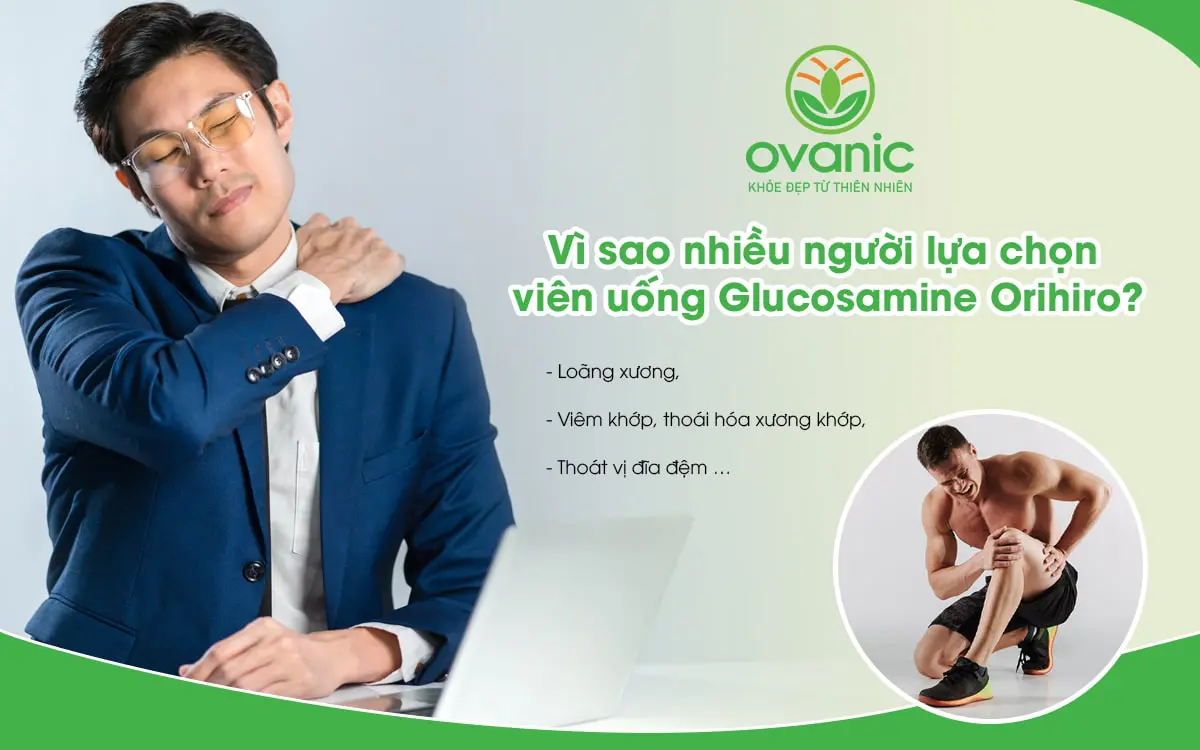 ovanic
KHỎE ĐẸP TỪ THIÊN NHIÊN
Vì sao nhiều người lựa chọn
viên uống Glucosamine Orihiro?
- Loãng xương,
- Viêm khớp, thoái hóa xương khớp,
- Thoát vị đĩa đệm ...